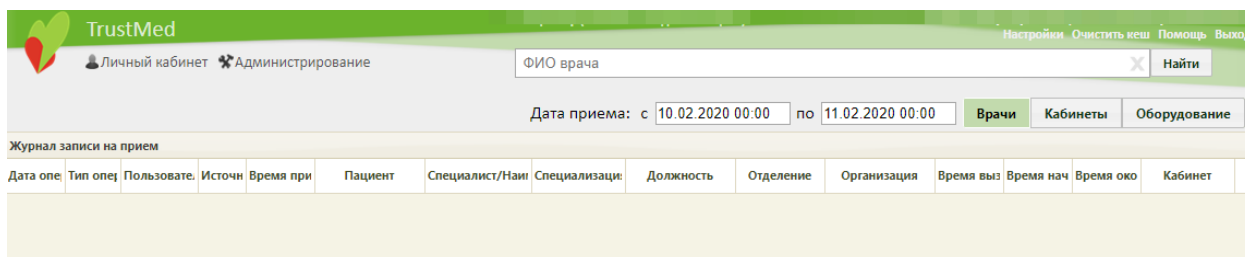 TrustMed
Настройки Очистить кеш Помощь Выход
Личный кабинет Администрирование
ФИО врача
X Найти
Дата приема: с 10.02.2020 00:00 по 11.02.2020 00:00 Врачи Кабинеты Оборудование
Журнал записи на прием
Дата опе Тип опер Пользовате. Источн Время при Пациент Специалист/Наим Специализаци Должность Отделение Организация Время выз Время нач Время око Кабинет